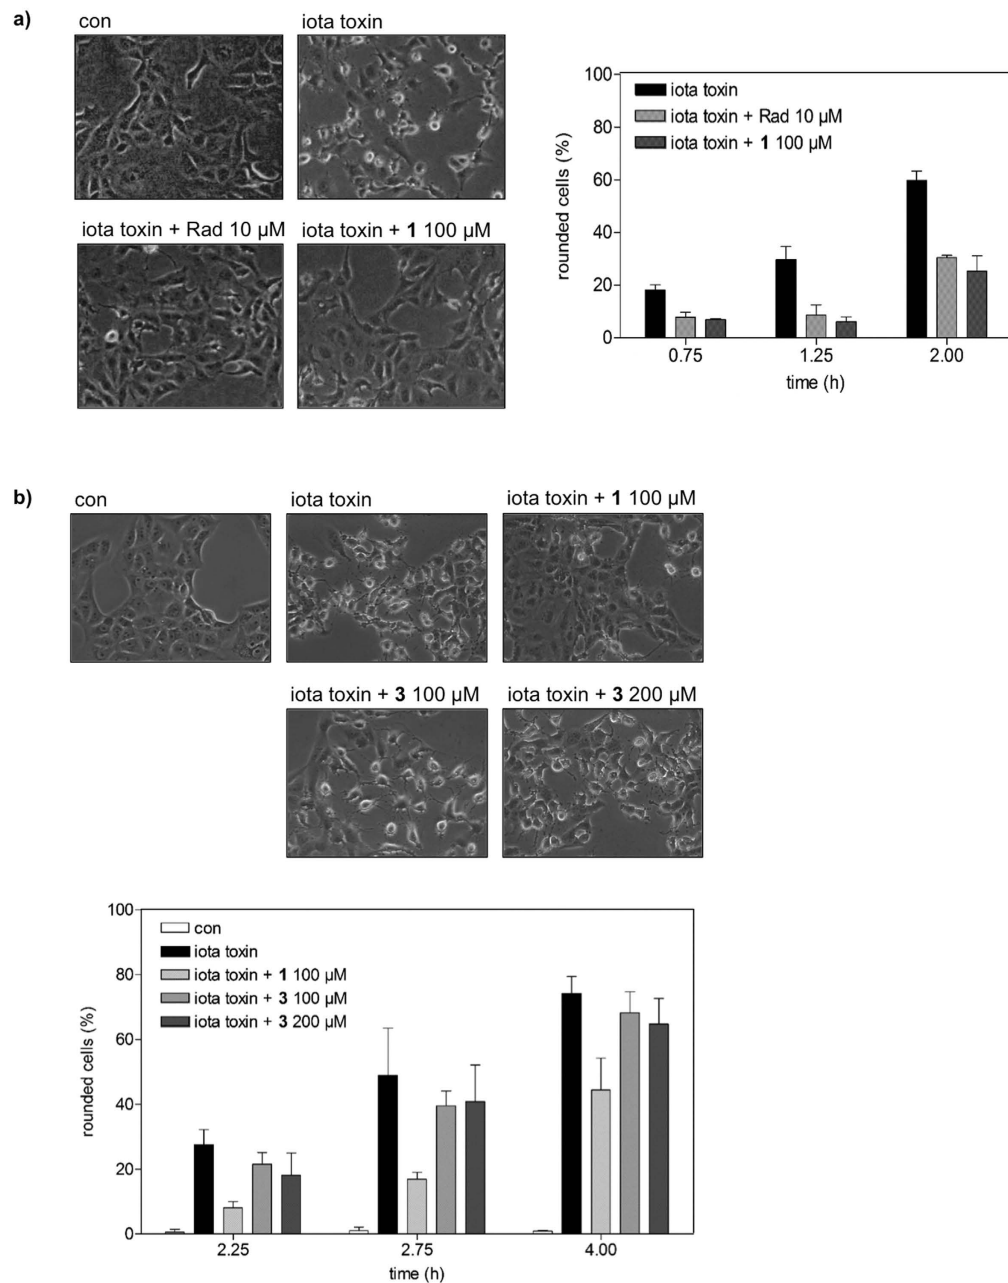 a)
con
iota toxin
iota toxin + Rad 10 µM
iota toxin + 1 100 µM
100
80
60
40
20
0
rounded cells (%)
iota toxin
iota toxin + Rad 10 µM
iota toxin + 1 100 µM
0.75 1.25 2.00
time (h)
b)
con
iota toxin
iota toxin + 1 100 µM
iota toxin + 3 100 µM
iota toxin + 3 200 µM
100
80
60
40
20
0
rounded cells (%)
con
iota toxin
iota toxin + 1 100 µM
iota toxin + 3 100 µM
iota toxin + 3 200 µM
2.25 2.75 4.00
time (h)